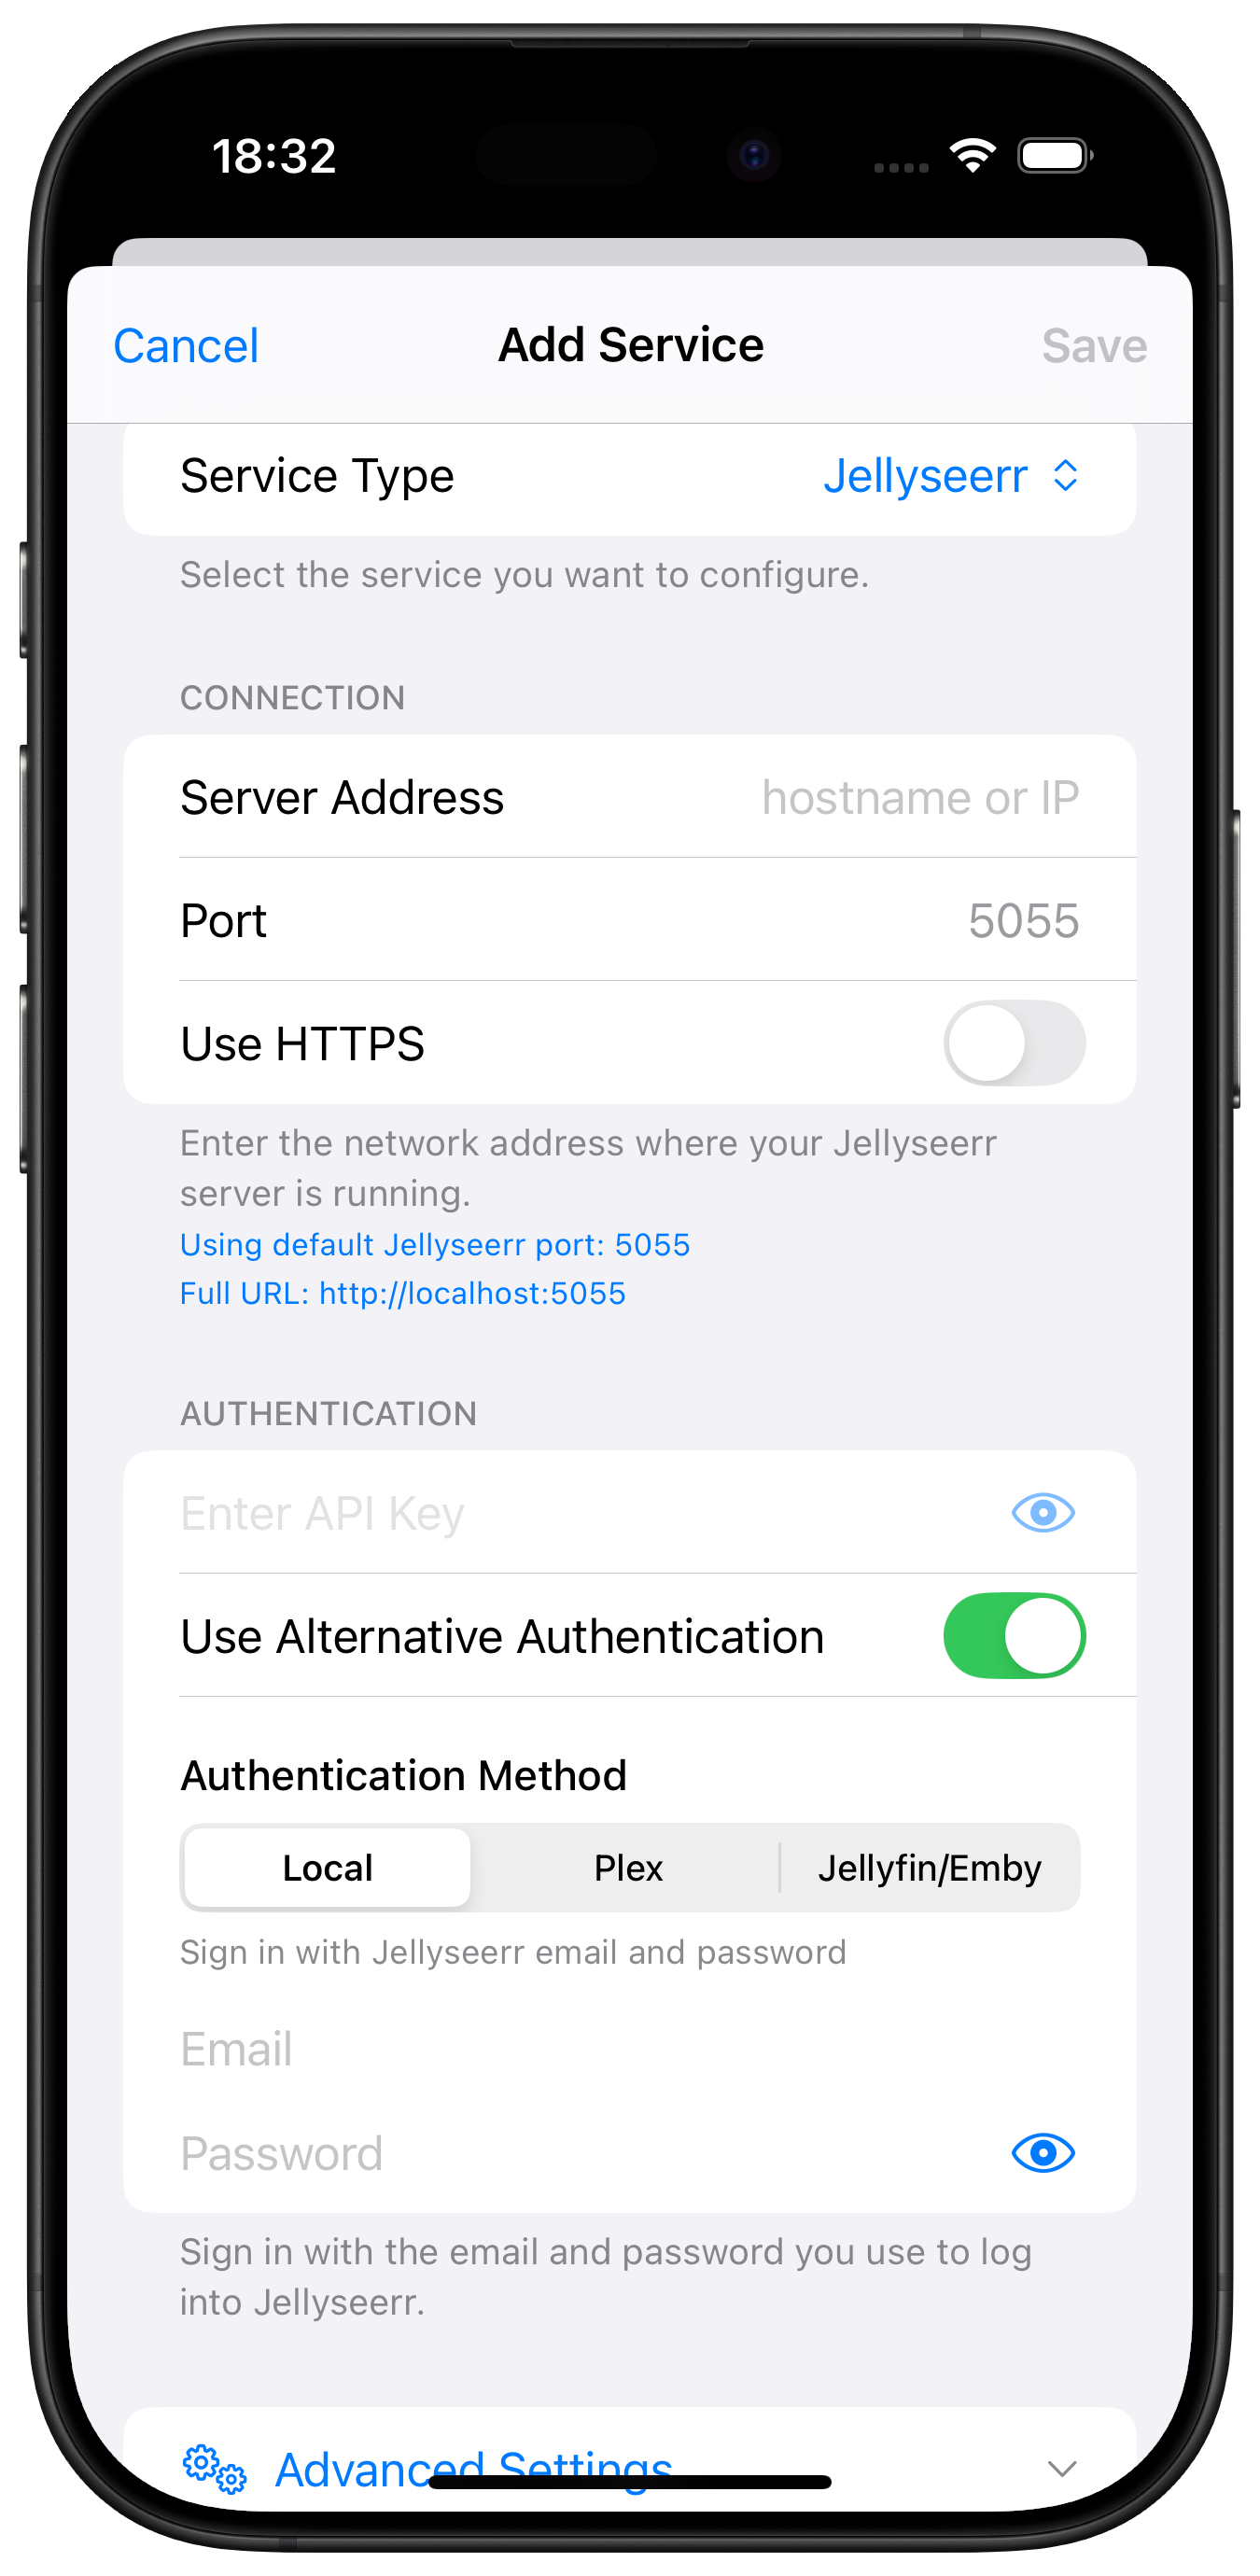 18:32
Cancel
Add Service
Save
Service Type
Jellyseerr
Select the service you want to configure.
CONNECTION
Server Address
hostname or IP
Port
5055
Use HTTPS
Enter the network address where your Jellyseerr
server is running.
Using default Jellyseerr port: 5055
Full URL: http://localhost:5055
AUTHENTICATION
Enter API Key
Use Alternative Authentication
Authentication Method
Local
Plex
Jellyfin/Emby
Sign in with Jellyseerr email and password
Email
Password
Sign in with the email and password you use to log
into Jellyseerr.
Advanced Settings